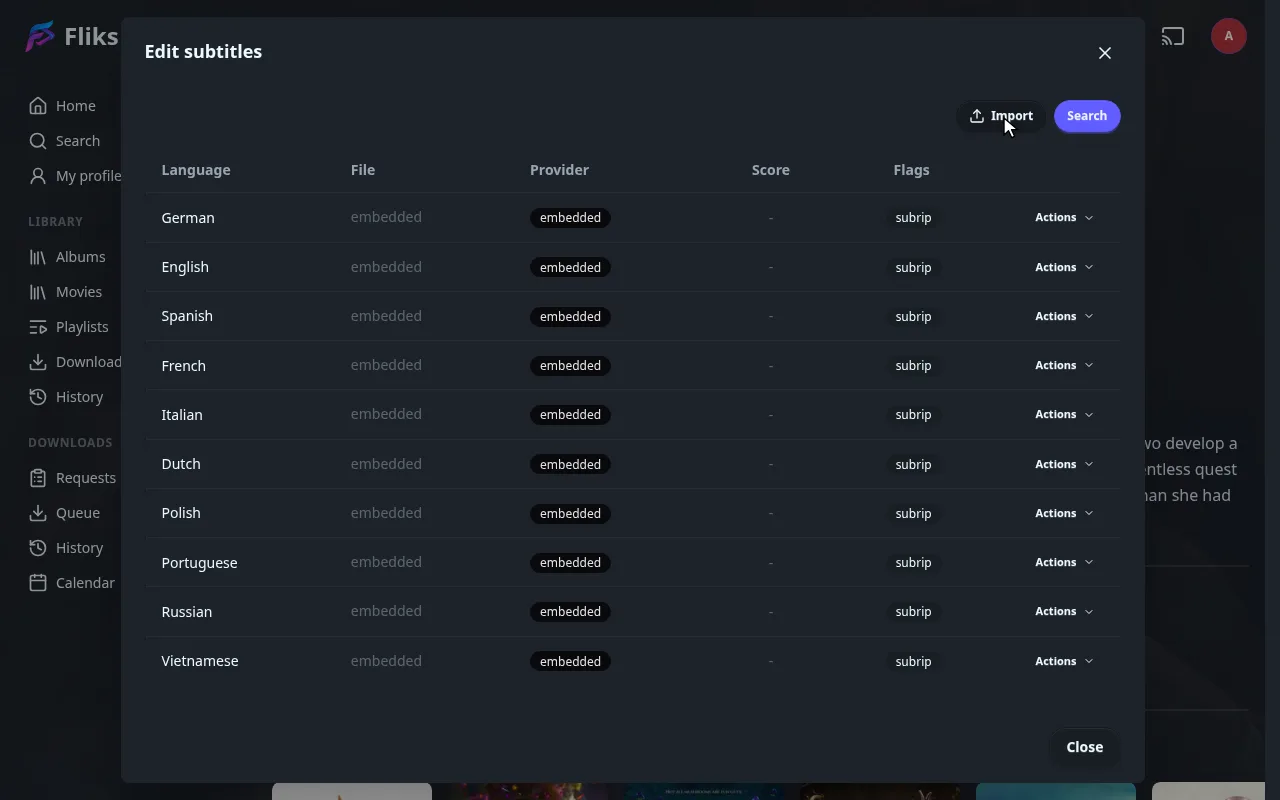 Fliks
A
Edit subtitles
Import
Search
Home
Search
My profile
LIBRARY
Albums
Movies
Playlists
Download
History
DOWNLOADS
Requests
Queue
History
Calendar
Language File Provider Score Flags
German embedded embedded - subrip Actions
English embedded embedded - subrip Actions
Spanish embedded embedded - subrip Actions
French embedded embedded - subrip Actions
Italian embedded embedded - subrip Actions
Dutch embedded embedded - subrip Actions
Polish embedded embedded - subrip Actions
Portuguese embedded embedded - subrip Actions
Russian embedded embedded - subrip Actions
Vietnamese embedded embedded - subrip Actions
Close
develop a
quest
she had